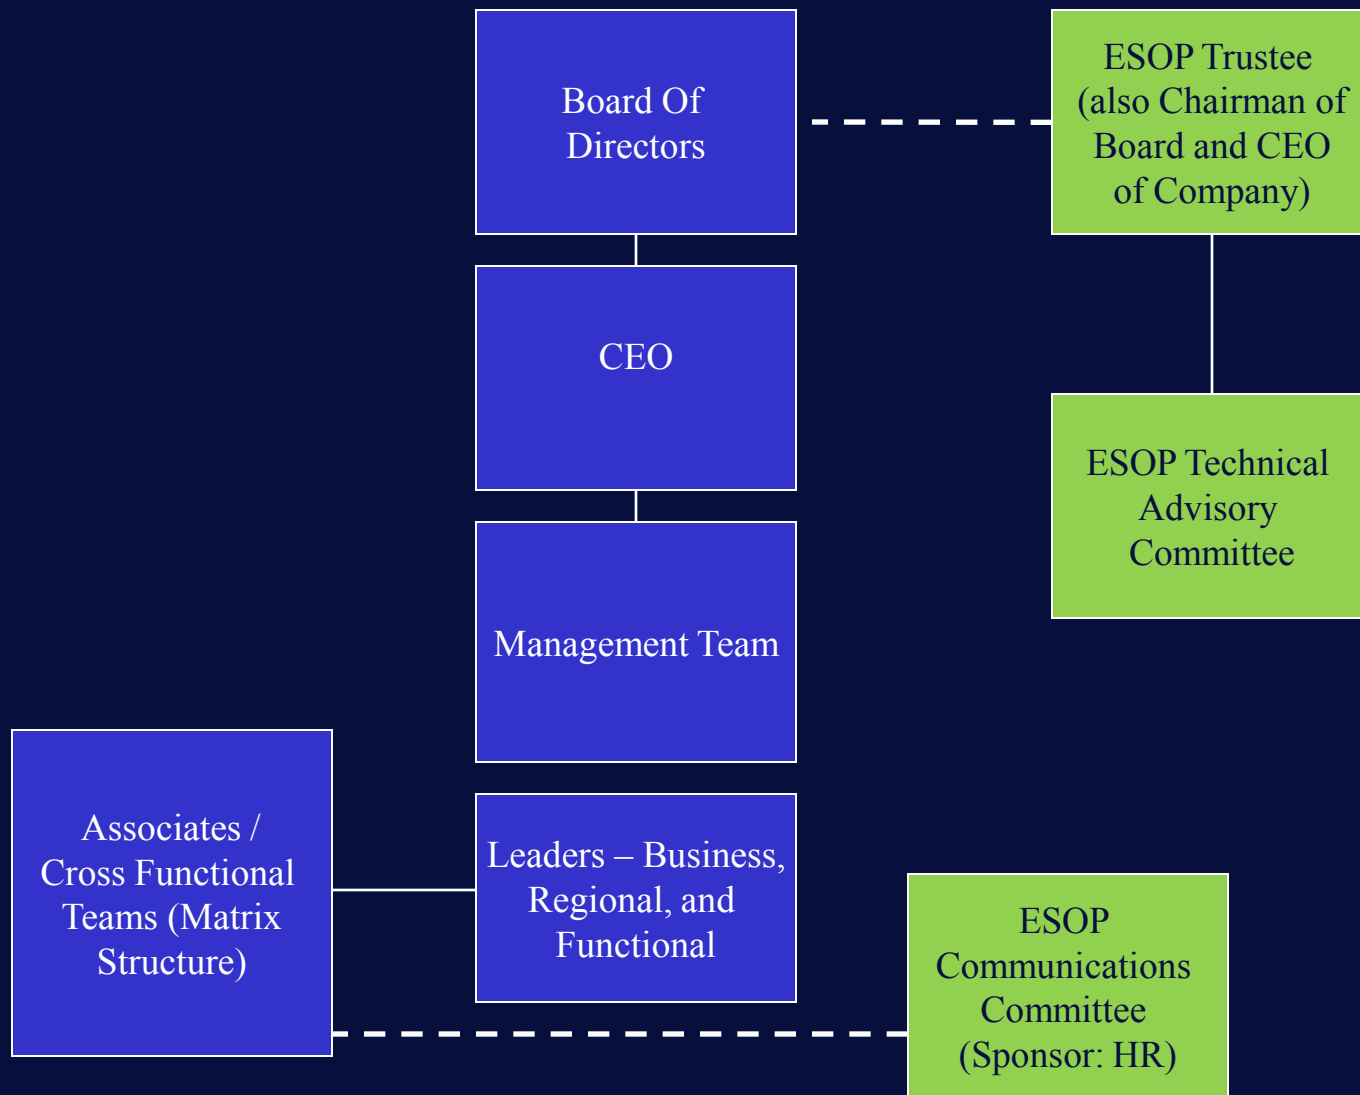 Board Of
Directors
ESOP Trustee
(also Chairman of
Board and CEO
of Company)
CEO
ESOP Technical
Advisory
Committee
Management Team
Associates /
Cross Functional
Teams (Matrix
Structure)
Leaders – Business,
Regional, and
Functional
ESOP
Communications
Committee
(Sponsor: HR)